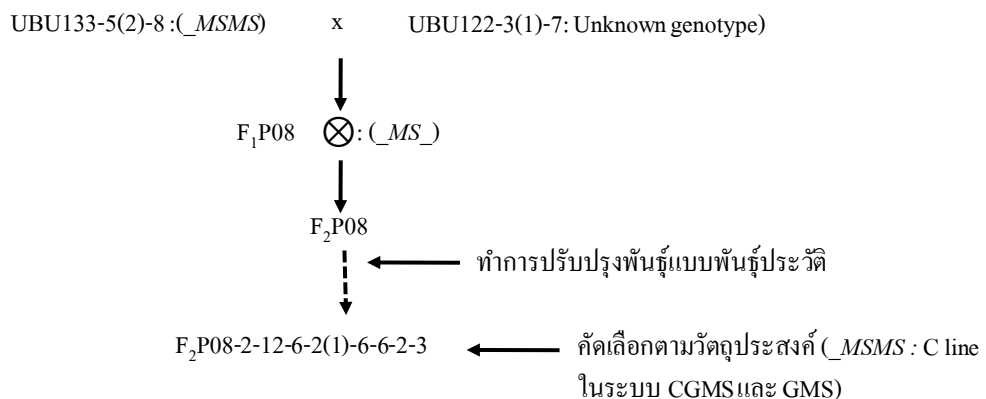 UBU133-5(2)-8 :(_MSMS) x UBU122-3(1)-7: Unknown genotype)
F₁P08 ⊗: (_MS_)
F₂P08
ทำการปรับปรุงพันธุ์แบบพันธุ์ประวัติ
F₂P08-2-12-6-2(1)-6-6-2-3 คัดเลือกตามวัตถุประสงค์ (_MSMS : C line
ในระบบ CGMS และ GMS)